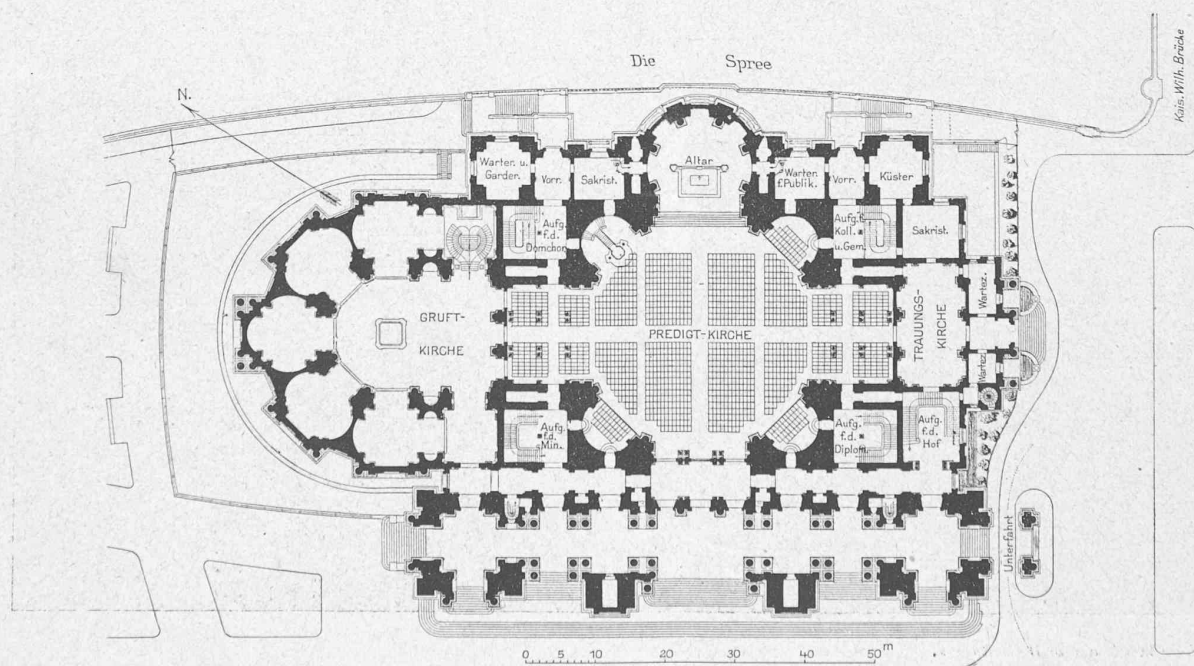 Die Spree
Kais. Wilh. Brücke
N.
Warter. u.
Garder.
Vorr.
Sakrist.
Altar
Warter.
f. Publik.
Vorr.
Küster
Aufg.
f. d.
Domchor.
Aufg. f.
Koll.
u. Gem.
Sakrist.
GRUFT-
KIRCHE
PREDIGT-KIRCHE
TRAUUNGS-
KIRCHE
Wartez.
Wartez.
Aufg.
f. d.
Min.
Aufg.
f. d.
Diplom.
Aufg.
f. d.
Hof
Unterfahrt
0 5 10 20 30 40 50 m